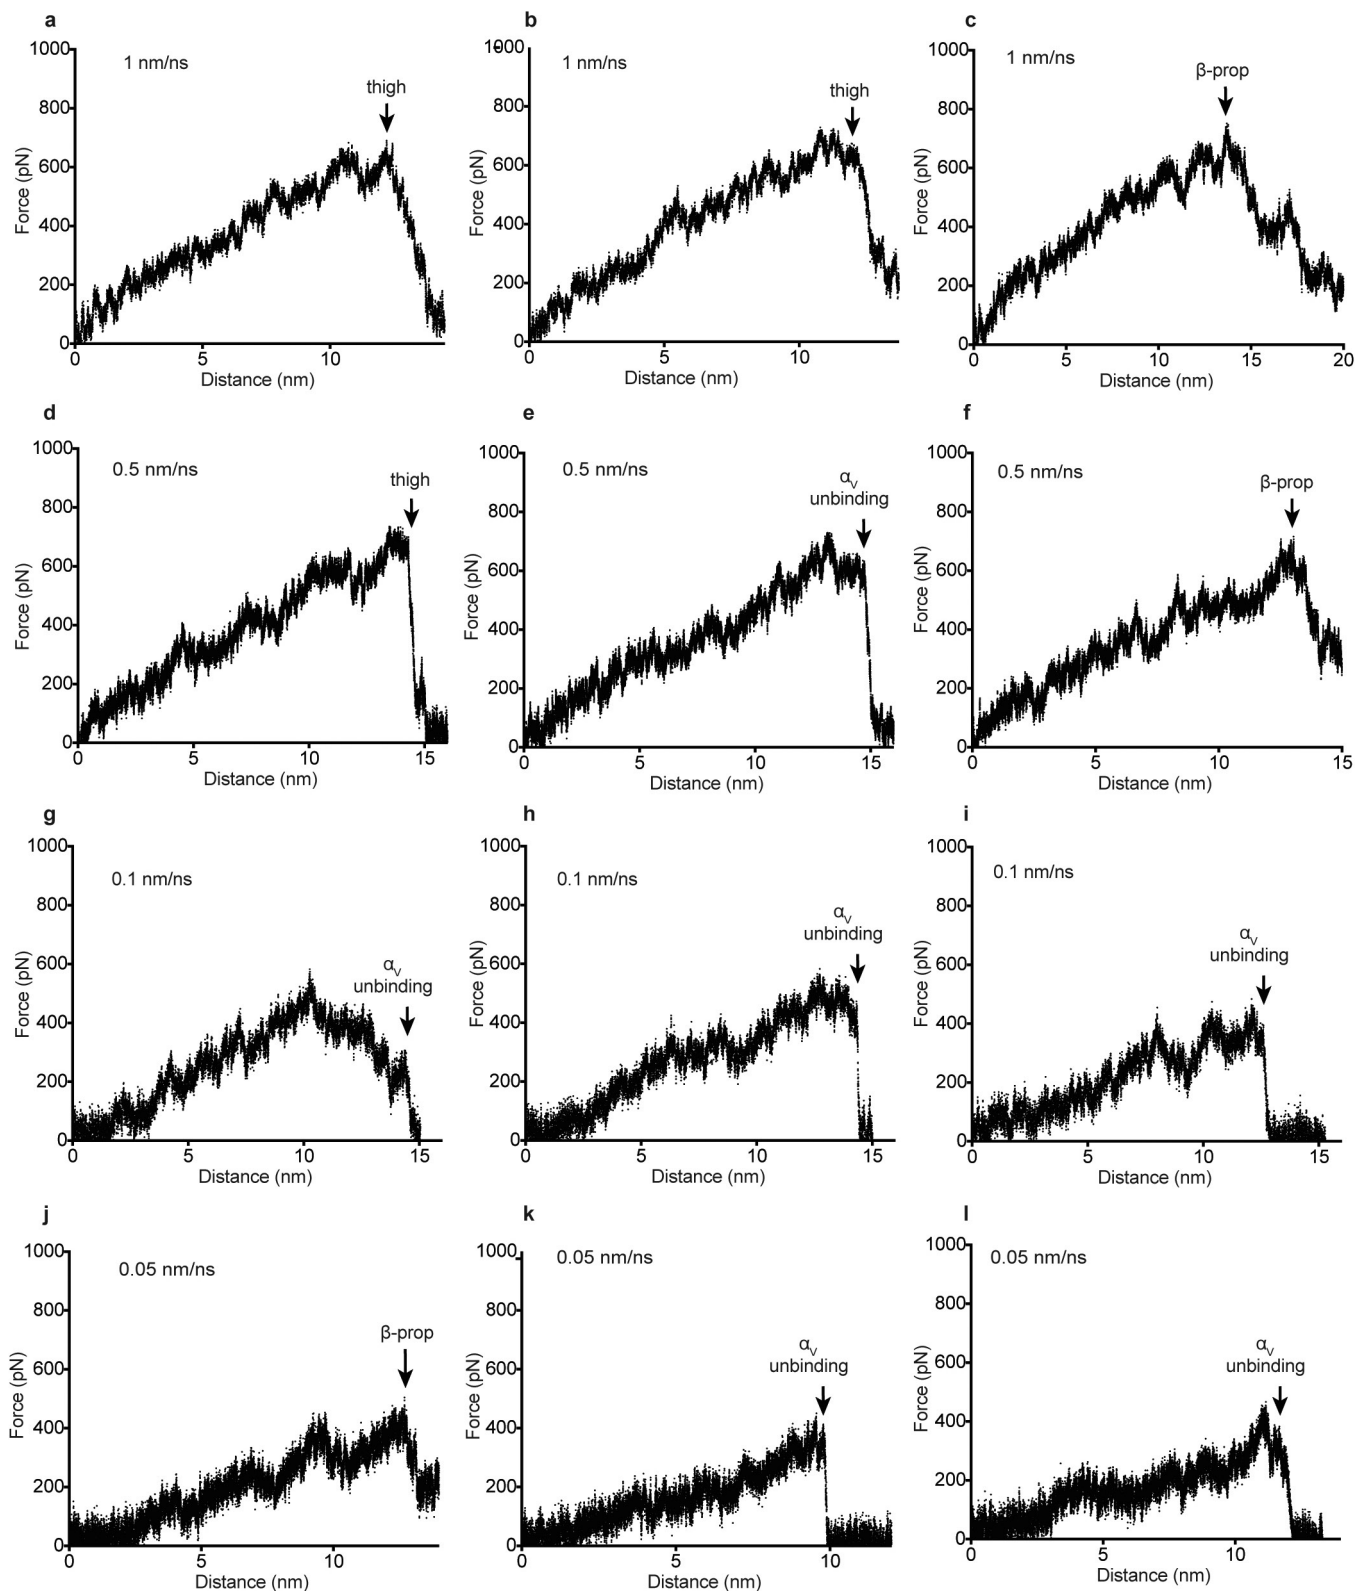 a
1 nm/ns
thigh
Force (pN)
1000
800
600
400
200
0
0 5 10
Distance (nm)
b
1 nm/ns
thigh
Force (pN)
1000
800
600
400
200
0
0 5 10
Distance (nm)
c
1 nm/ns
β-prop
Force (pN)
1000
800
600
400
200
0
0 5 10 15 20
Distance (nm)
d
0.5 nm/ns
thigh
Force (pN)
1000
800
600
400
200
0
0 5 10 15
Distance (nm)
e
0.5 nm/ns
αV
unbinding
Force (pN)
1000
800
600
400
200
0
0 5 10 15
Distance (nm)
f
0.5 nm/ns
β-prop
Force (pN)
1000
800
600
400
200
0
0 5 10 15
Distance (nm)
g
0.1 nm/ns
αV
unbinding
Force (pN)
1000
800
600
400
200
0
0 5 10 15
Distance (nm)
h
0.1 nm/ns
αV
unbinding
Force (pN)
1000
800
600
400
200
0
0 5 10 15
Distance (nm)
i
0.1 nm/ns
αV
unbinding
Force (pN)
1000
800
600
400
200
0
0 5 10 15
Distance (nm)
j
0.05 nm/ns
β-prop
Force (pN)
1000
800
600
400
200
0
0 5 10
Distance (nm)
k
0.05 nm/ns
αV
unbinding
Force (pN)
1000
800
600
400
200
0
0 5 10
Distance (nm)
l
0.05 nm/ns
αV
unbinding
Force (pN)
1000
800
600
400
200
0
0 5 10
Distance (nm)